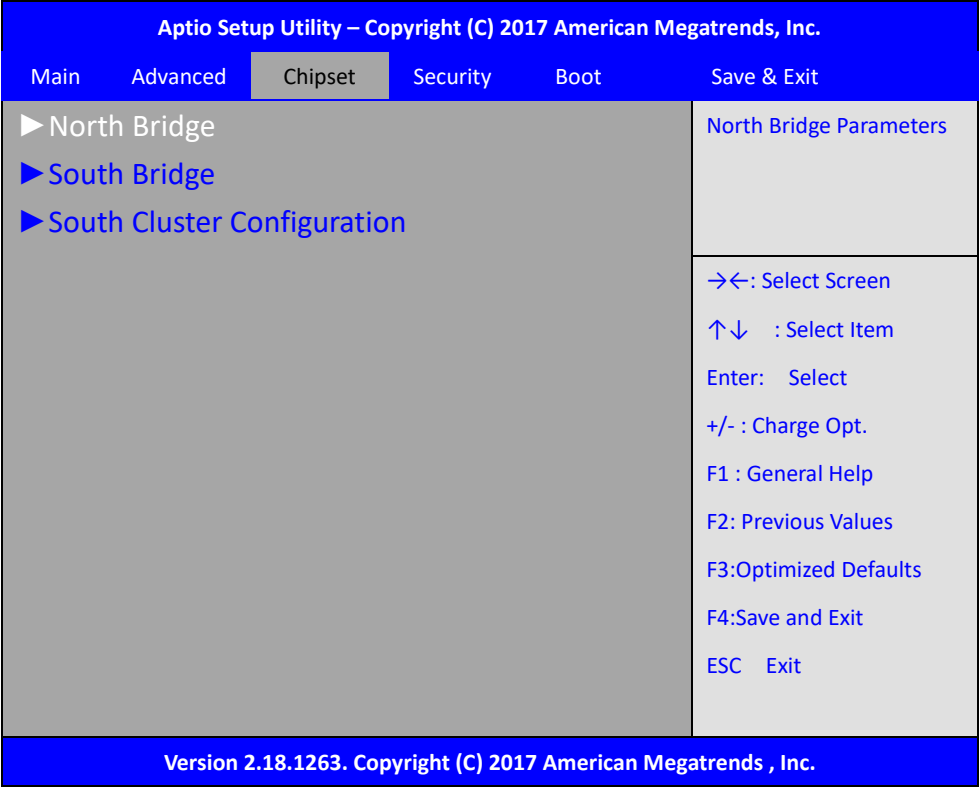 Aptio Setup Utility – Copyright (C) 2017 American Megatrends, Inc.
Main Advanced Chipset Security Boot Save & Exit
►North Bridge
►South Bridge
►South Cluster Configuration
North Bridge Parameters
→←: Select Screen
↑↓ : Select Item
Enter: Select
+/- : Charge Opt.
F1 : General Help
F2: Previous Values
F3:Optimized Defaults
F4:Save and Exit
ESC Exit
Version 2.18.1263. Copyright (C) 2017 American Megatrends , Inc.